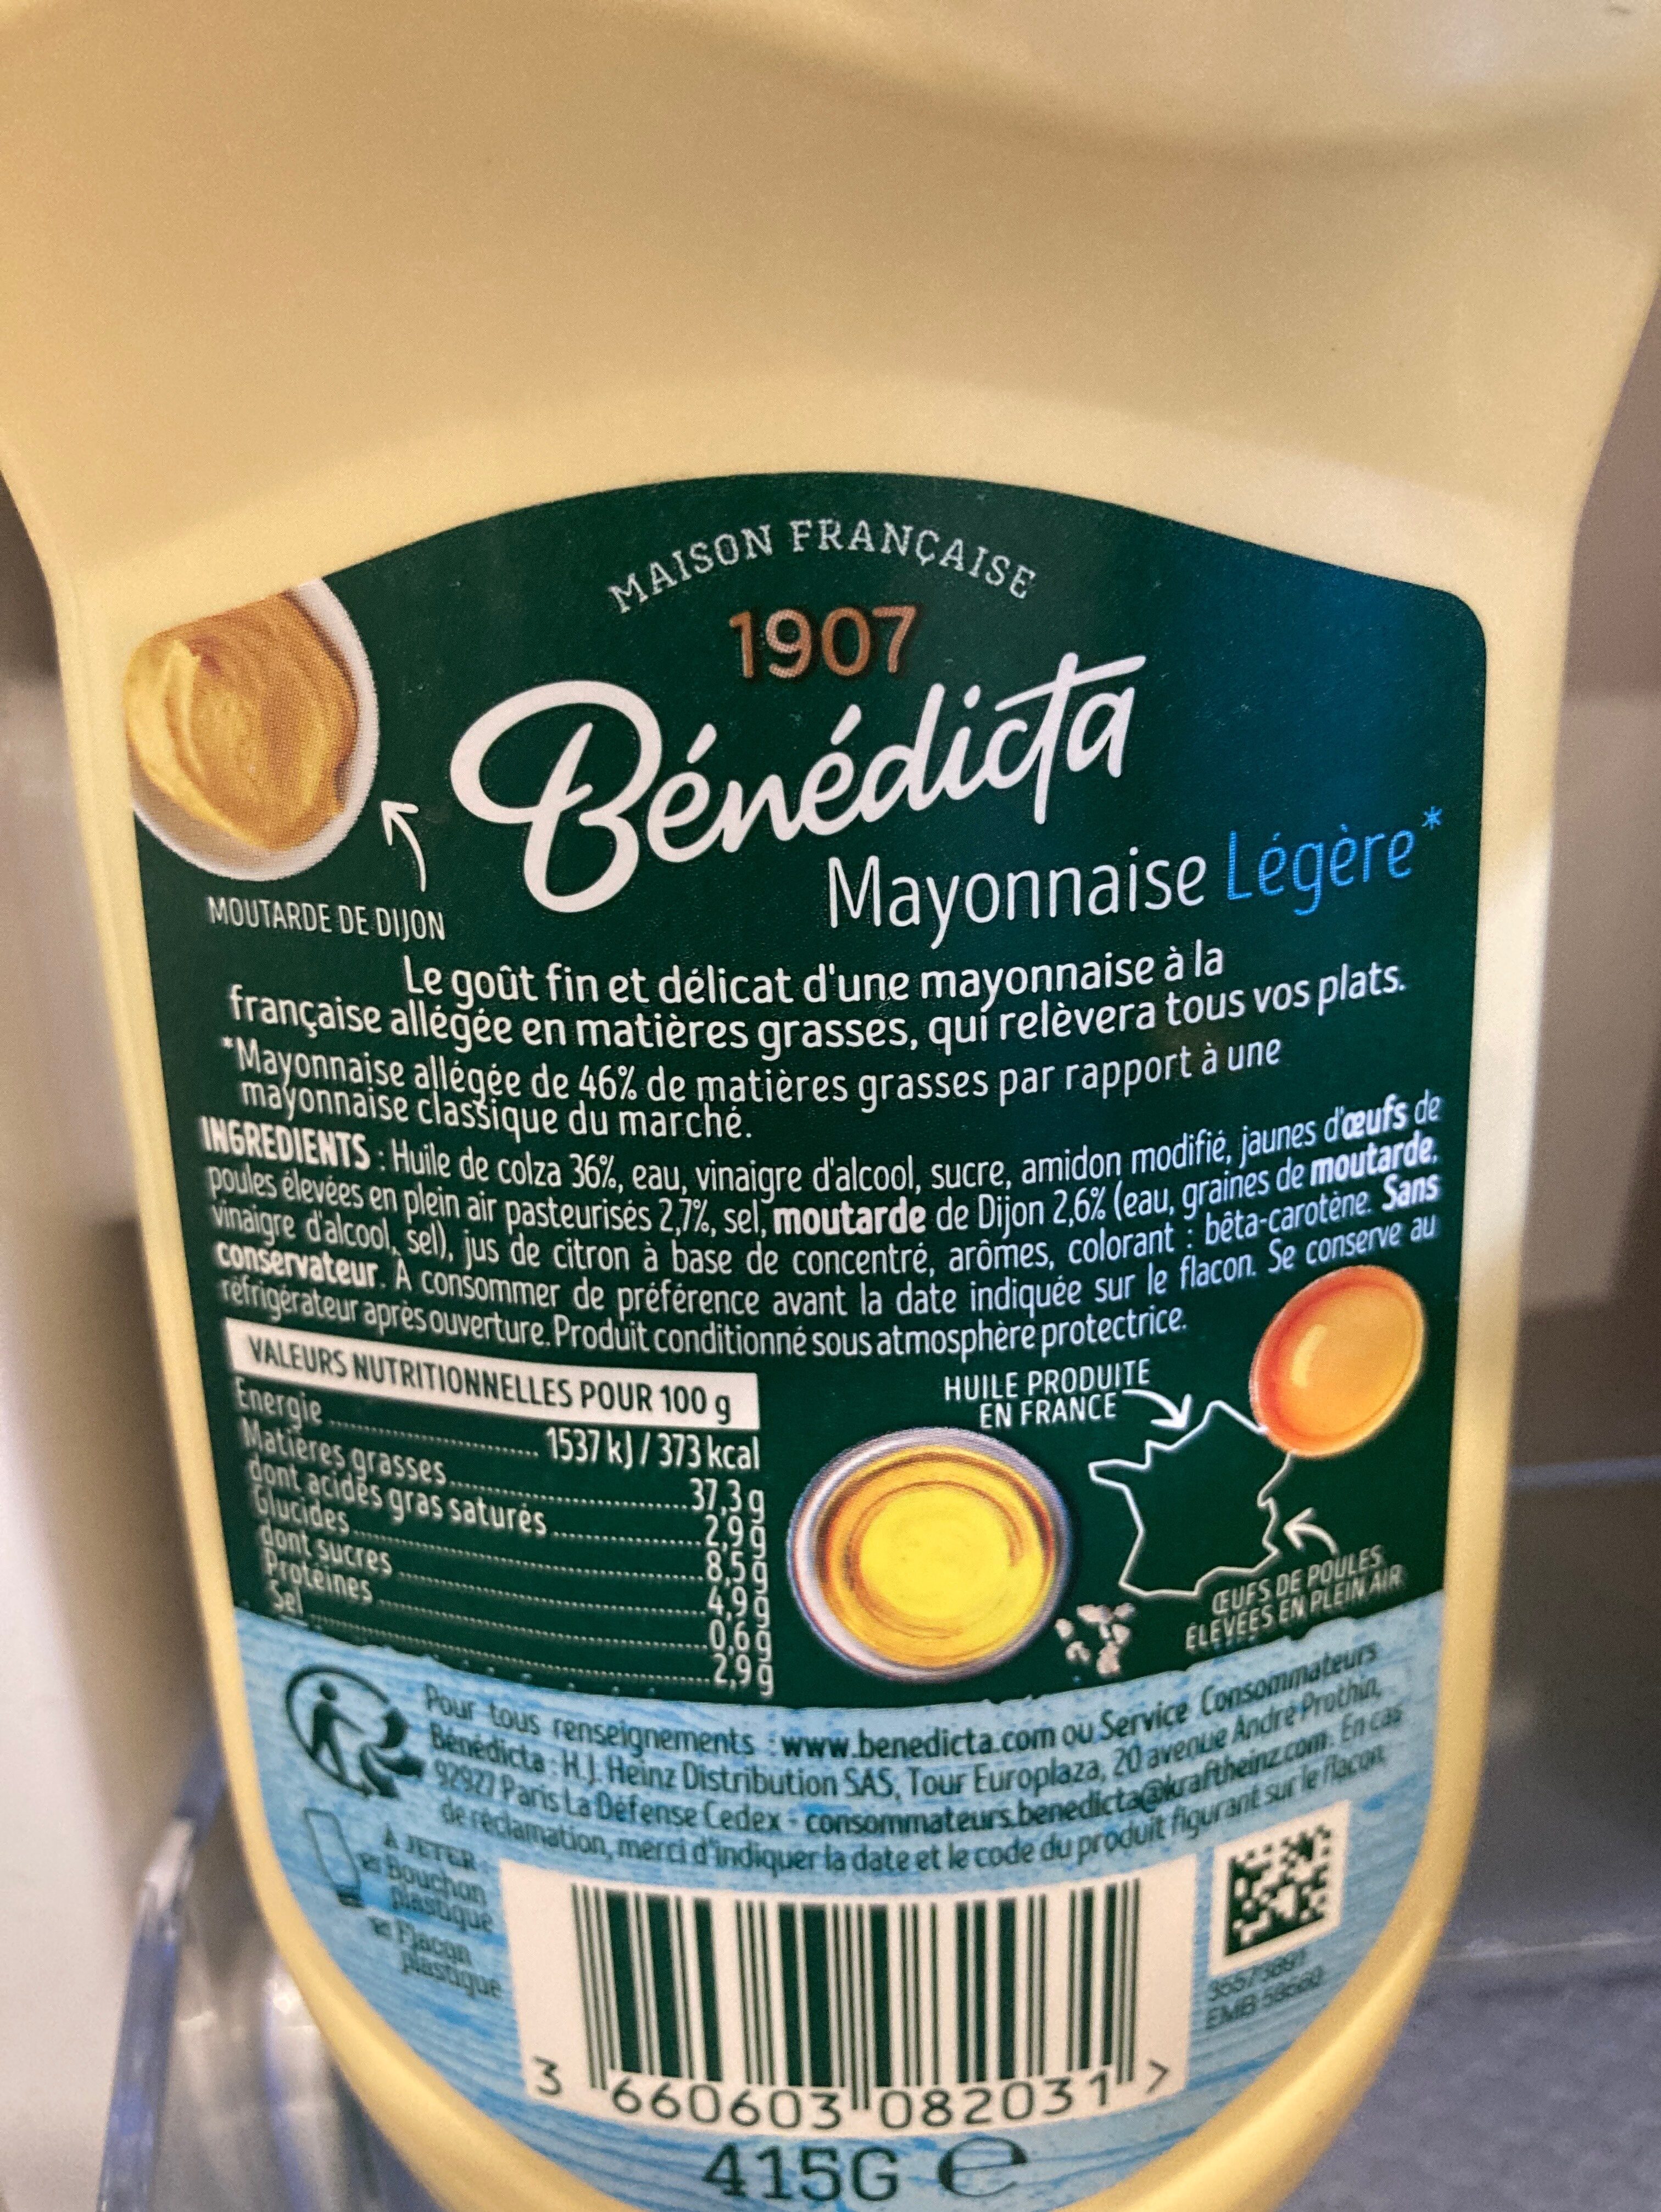 MAISON FRANÇAISE
1907
Bénédicta
Mayonnaise Légère*
MOUTARDE DE DIJON
Le goût fin et délicat d'une mayonnaise à la
française allégée en matières grasses, qui relèvera tous vos plats.
*Mayonnaise allégée de 46% de matières grasses par rapport à une
mayonnaise classique du marché.
INGREDIENTS : Huile de colza 36%, eau, vinaigre d'alcool, sucre, amidon modifié, jaunes d'œufs de
poules élevées en plein air pasteurisés 2,7%, sel, moutarde de Dijon 2,6% (eau, graines de moutarde,
vinaigre d'alcool, sel), jus de citron à base de concentré, arômes, colorant : bêta-carotène. Sans
conservateur. À consommer de préférence avant la date indiquée sur le flacon. Se conserve au
réfrigérateur après ouverture. Produit conditionné sous atmosphère protectrice.
VALEURS NUTRITIONNELLES POUR 100 g
Energie 1537 kJ / 373 kcal
Matières grasses 37,3 g
dont acides gras saturés 2,9 g
Glucides 8,5 g
dont sucres 4,9 g
Protéines 0,6 g
Sel 2,9 g
HUILE PRODUITE
EN FRANCE
ŒUFS DE POULES
ÉLEVÉES EN PLEIN AIR
Pour tous renseignements : www.benedicta.com ou Service Consommateurs
Bénédicta : H.J. Heinz Distribution SAS, Tour Europlaza, 20 avenue André Prothin,
92927 Paris La Défense Cedex - consommateurs.benedicta@kraftheinz.com. En cas
de réclamation, merci d'indiquer la date et le code du produit figurant sur le flacon.
À JETER
Bouchon
plastique
Flacon
plastique
3 660603 082031 >
415G e